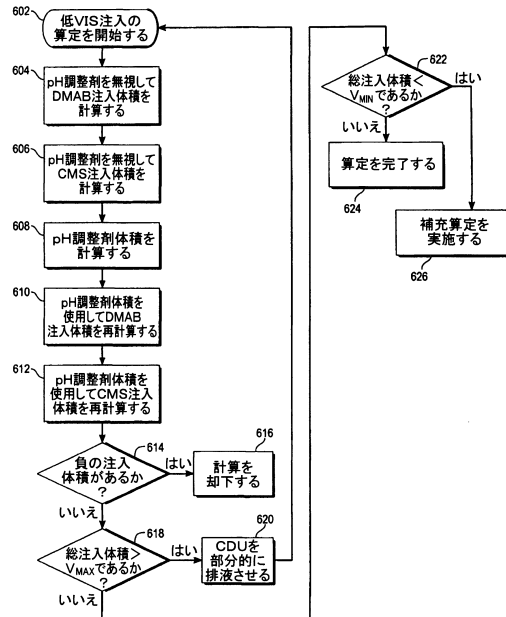 602
低VIS注入の
算定を開始する
604
pH調整剤を無視して
DMAB注入体積を
計算する
606
pH調整剤を無視して
CMS注入体積を
計算する
608
pH調整剤体積を
計算する
610
pH調整剤体積を
使用してDMAB
注入体積を再計算する
612
pH調整剤体積を
使用してCMS注入
体積を再計算する
614
負の注入
体積があるか
?
はい
いいえ
616
計算を
却下する
618
総注入体積>
VMAXであるか
?
はい
いいえ
620
CDUを
部分的に
排液させる
622
総注入体積<
VMINであるか
?
はい
いいえ
算定を完了する
624
補充算定を
実施する
626